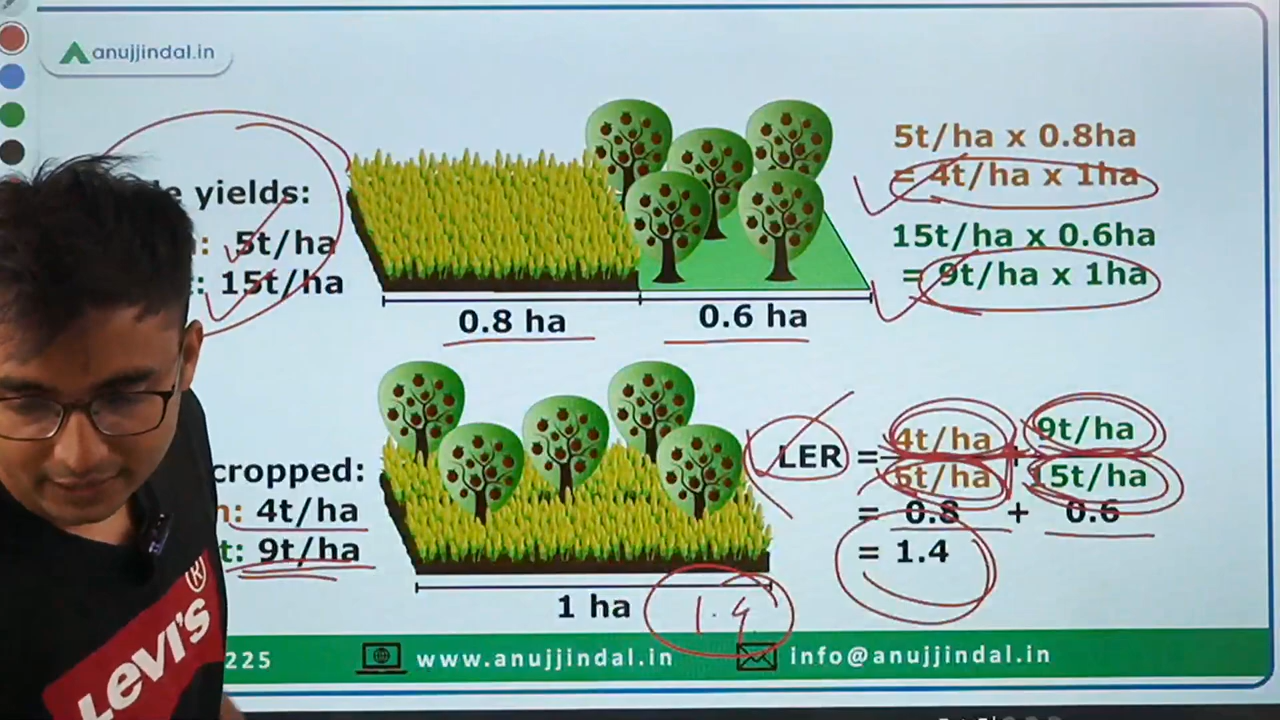 anujjindal.in
yields:
5t/ha
15t/ha
0.8 ha
0.6 ha
5t/ha x 0.8ha
= 4t/ha x 1ha
15t/ha x 0.6ha
= 9t/ha x 1ha
cropped:
4t/ha
t: 9t/ha
1 ha
1.4
LER = 4t/ha + 9t/ha
5t/ha 15t/ha
= 0.8 + 0.6
= 1.4
225
www.anujjindal.in
info@anujjindal.in
Levi's®